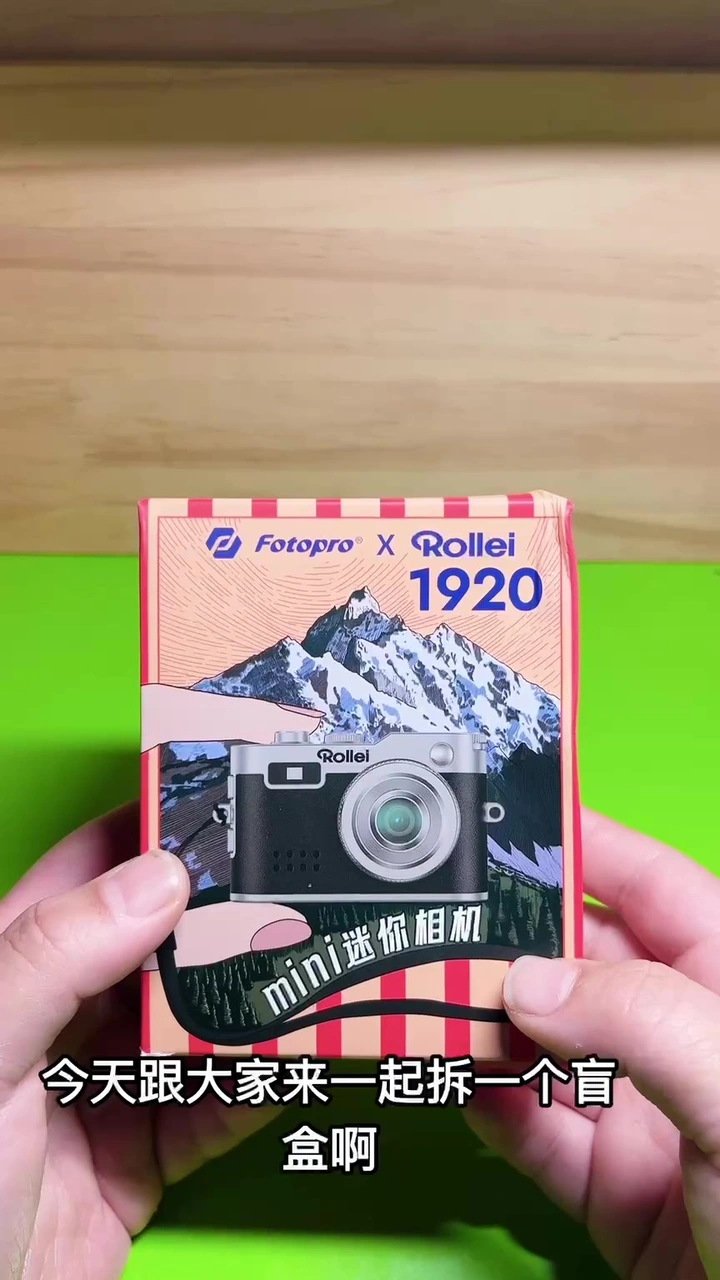 Fotopro® X Rollei
1920
Rollei
mini迷你相机
今天跟大家来一起拆一个盲
盒啊